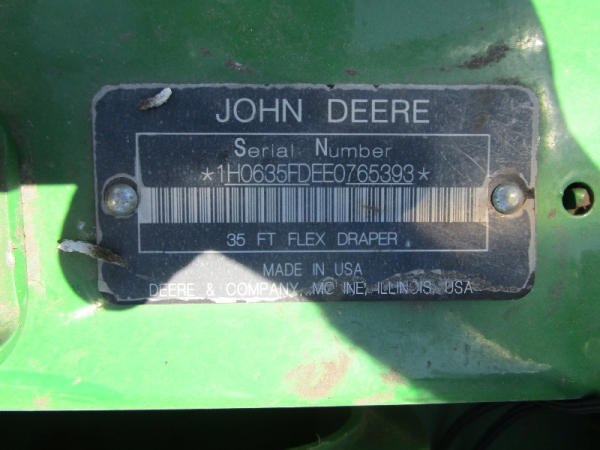 JOHN DEERE
Serial Number
*1H0635FDEE0765393*
35 FT FLEX DRAPER
MADE IN USA
DEERE & COMPANY MOLINE, ILLINOIS, USA